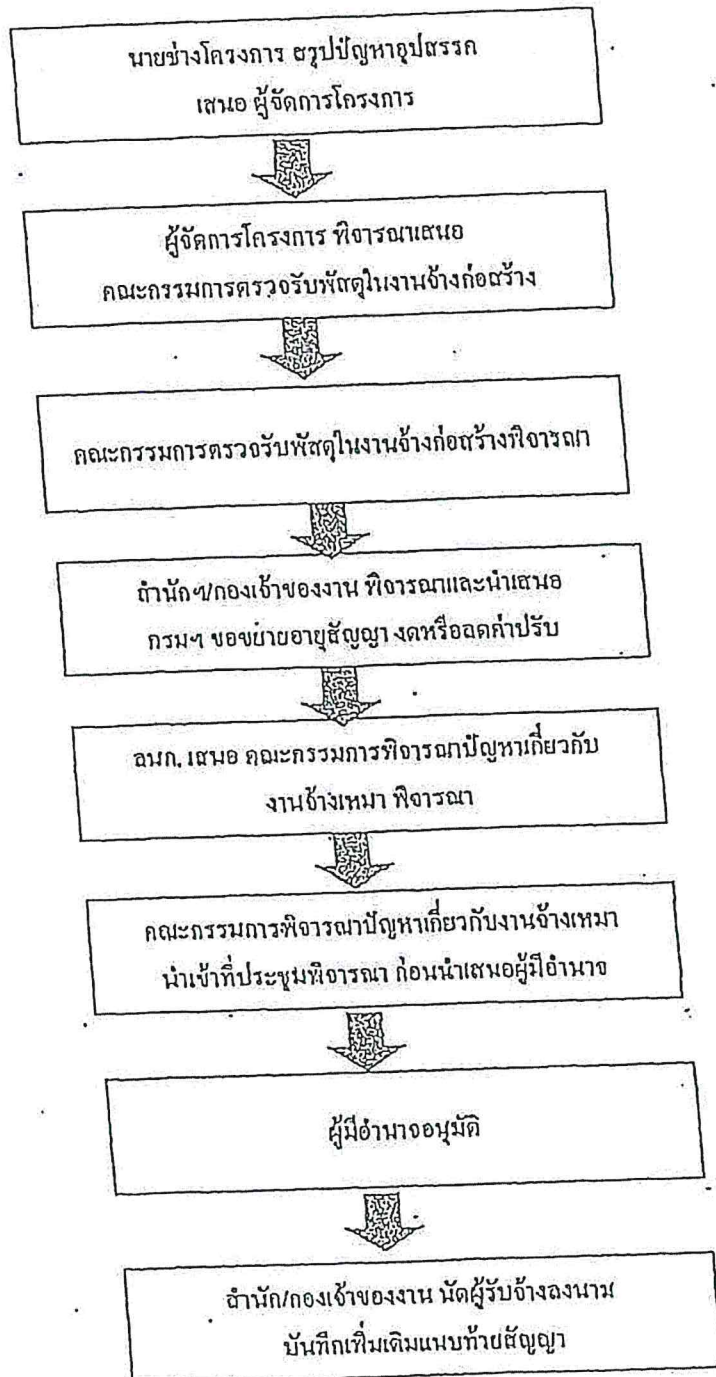 นายช่างโครงการ สรุปปัญหาอุปสรรค
เสนอ ผู้จัดการโครงการ
ผู้จัดการโครงการ พิจารณาเสนอ
คณะกรรมการตรวจรับพัสดุในงานจ้างก่อสร้าง
คณะกรรมการตรวจรับพัสดุในงานจ้างก่อสร้างพิจารณา
สำนักฯ/กองเจ้าของงาน พิจารณาและนำเสนอ
กรมฯ ขอขยายอายุสัญญา งดหรือลดค่าปรับ
ลนก. เสนอ คณะกรรมการพิจารณาปัญหาเกี่ยวกับ
งานจ้างเหมา พิจารณา
คณะกรรมการพิจารณาปัญหาเกี่ยวกับงานจ้างเหมา
นำเข้าที่ประชุมพิจารณา ก่อนนำเสนอผู้มีอำนาจ
ผู้มีอำนาจอนุมัติ
สำนัก/กองเจ้าของงาน นัดผู้รับจ้างลงนาม
บันทึกเพิ่มเติมแนบท้ายสัญญา